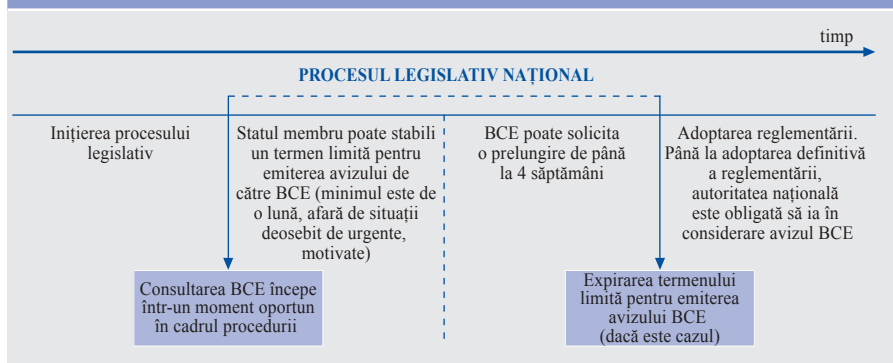 timp
PROCESUL LEGISLATIV NAȚIONAL
Inițierea procesului
legislativ
Statul membru poate stabili
un termen limită pentru
emiterea avizului de
către BCE (minimul este de
o lună, afară de situații
deosebit de urgente,
motivate)
BCE poate solicita
o prelungire de până
la 4 săptămâni
Adoptarea reglementării.
Până la adoptarea definitivă
a reglementării,
autoritatea națională
este obligată să ia în
considerare avizul BCE
Consultarea BCE începe
într-un moment oportun
în cadrul procedurii
Expirarea termenului
limită pentru emiterea
avizului BCE
(dacă este cazul)